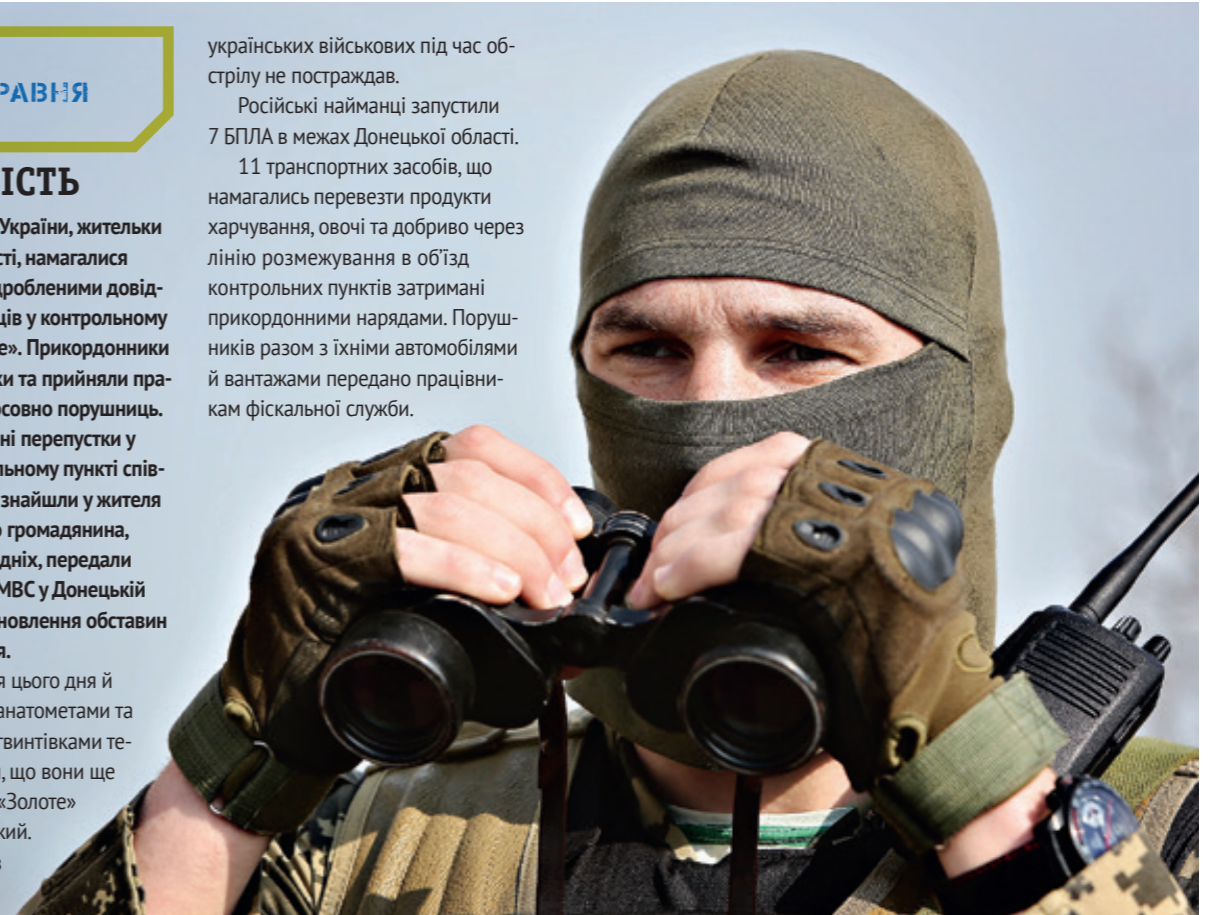 РАВНЯ
ІСТЬ
України, жительки
сті, намагалися
дробленими довід-
ців у контрольному
е». Прикордонники
ки та прийняли пра-
осовно порушниць.
ні перепустки у
льному пункті спів-
знайшли у жителя
о громадянина,
дніх, передали
МВС у Донецькій
новлення обставин
я.
я цього дня й
анатометами та
гвинтівками те-
, що вони ще
«Золоте»
кий.
в
українських військових під час об-
стрілу не постраждав.
Російські найманці запустили
7 БПЛА в межах Донецької області.
11 транспортних засобів, що
намагались перевезти продукти
харчування, овочі та добриво через
лінію розмежування в об’їзд
контрольних пунктів затримані
прикордонними нарядами. Поруш-
ників разом з їхніми автомобілями
й вантажами передано працівни-
кам фіскальної служби.